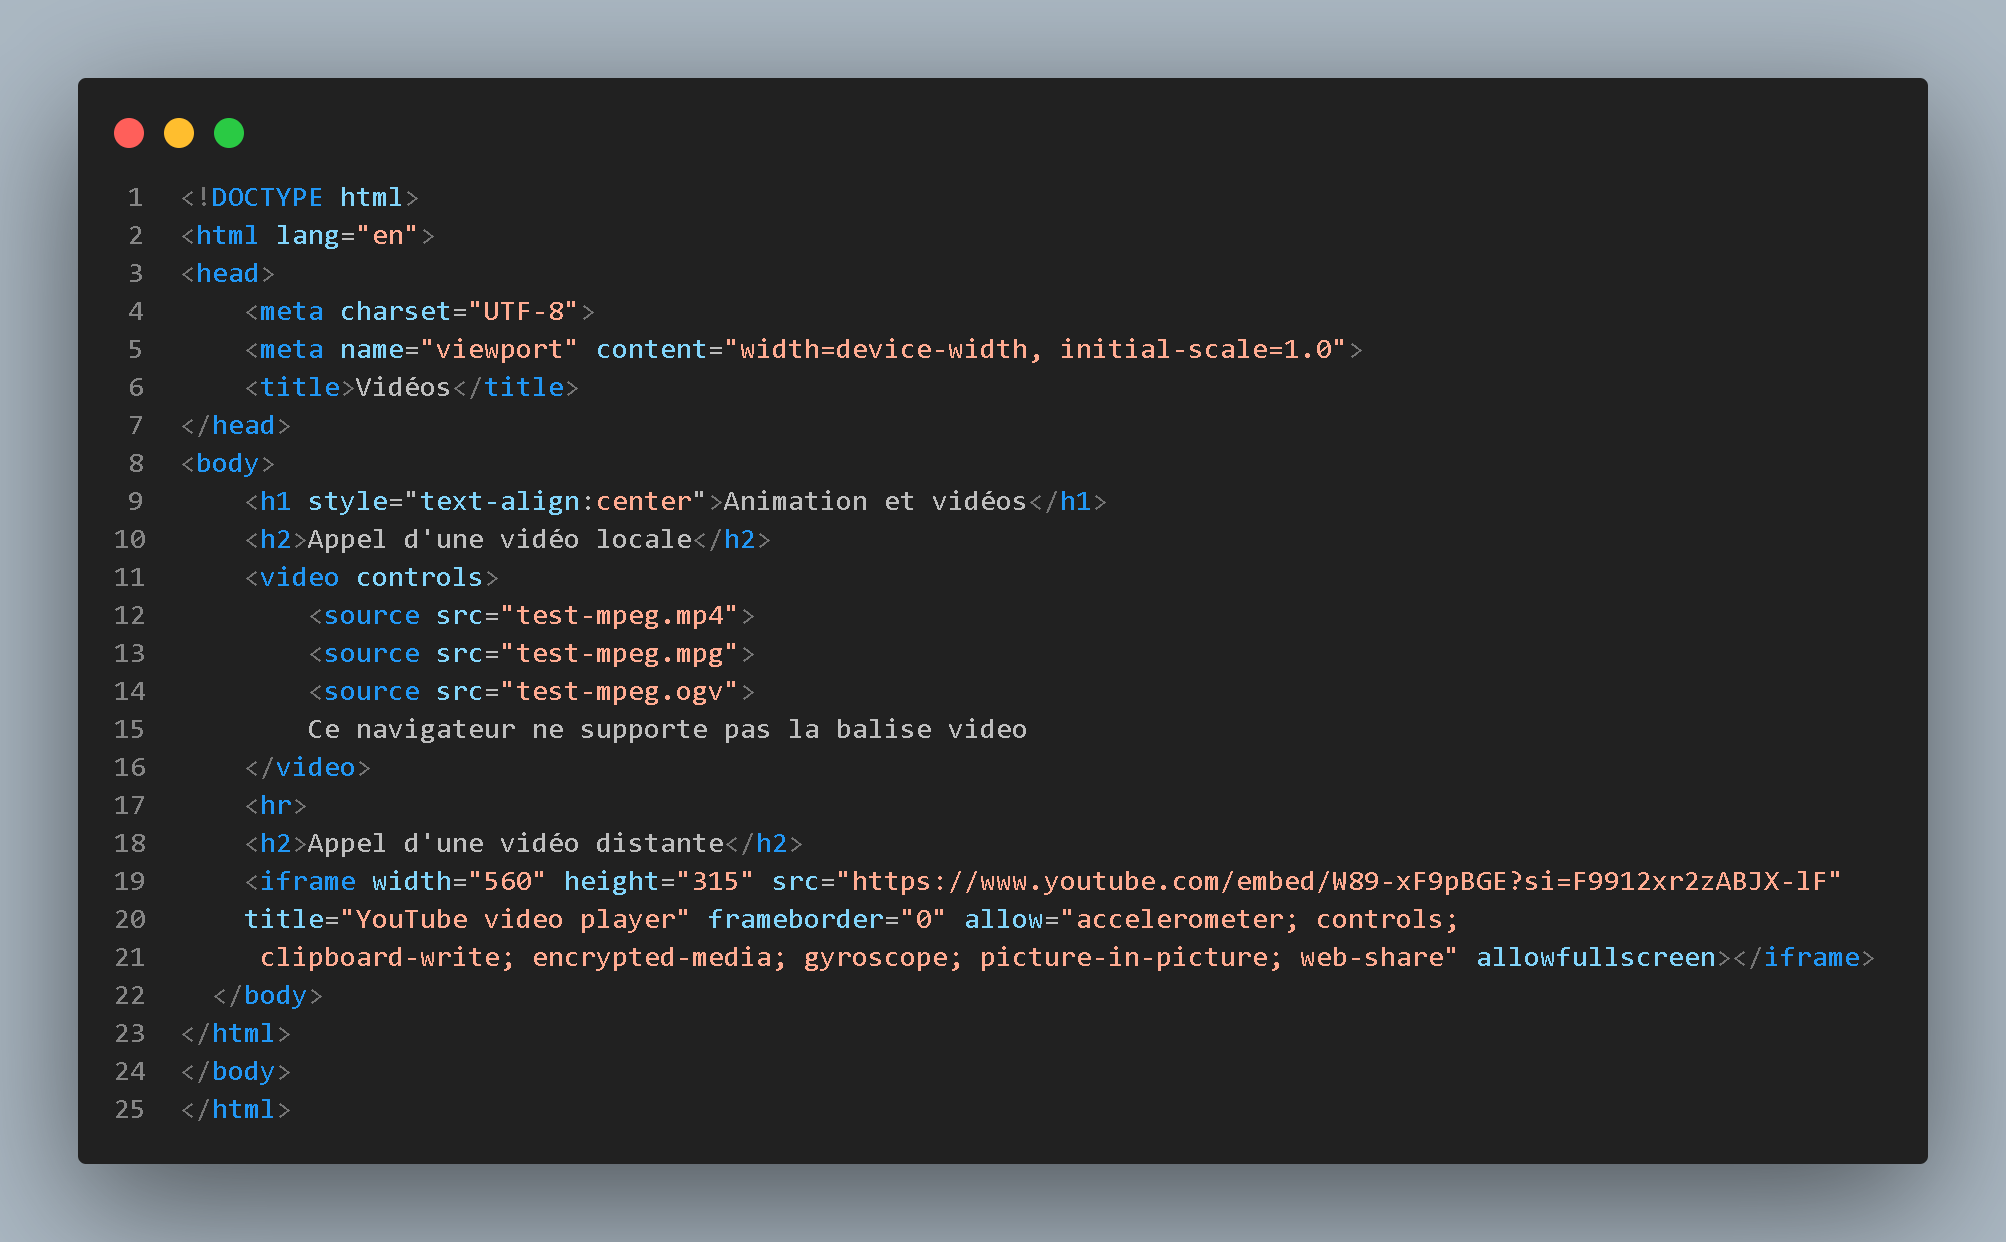 1 <!DOCTYPE html>
2 <html lang="en">
3 <head>
4     <meta charset="UTF-8">
5     <meta name="viewport" content="width=device-width, initial-scale=1.0">
6     <title>Vidéos</title>
7 </head>
8 <body>
9     <h1 style="text-align:center">Animation et vidéos</h1>
10     <h2>Appel d'une vidéo locale</h2>
11     <video controls>
12         <source src="test-mpeg.mp4">
13         <source src="test-mpeg.mpg">
14         <source src="test-mpeg.ogv">
15         Ce navigateur ne supporte pas la balise video
16     </video>
17     <hr>
18     <h2>Appel d'une vidéo distante</h2>
19     <iframe width="560" height="315" src="https://www.youtube.com/embed/W89-xF9pBGE?si=F9912xr2zABJX-lF"
20     title="YouTube video player" frameborder="0" allow="accelerometer; controls;
21      clipboard-write; encrypted-media; gyroscope; picture-in-picture; web-share" allowfullscreen></iframe>
22   </body>
23 </html>
24 </body>
25 </html>